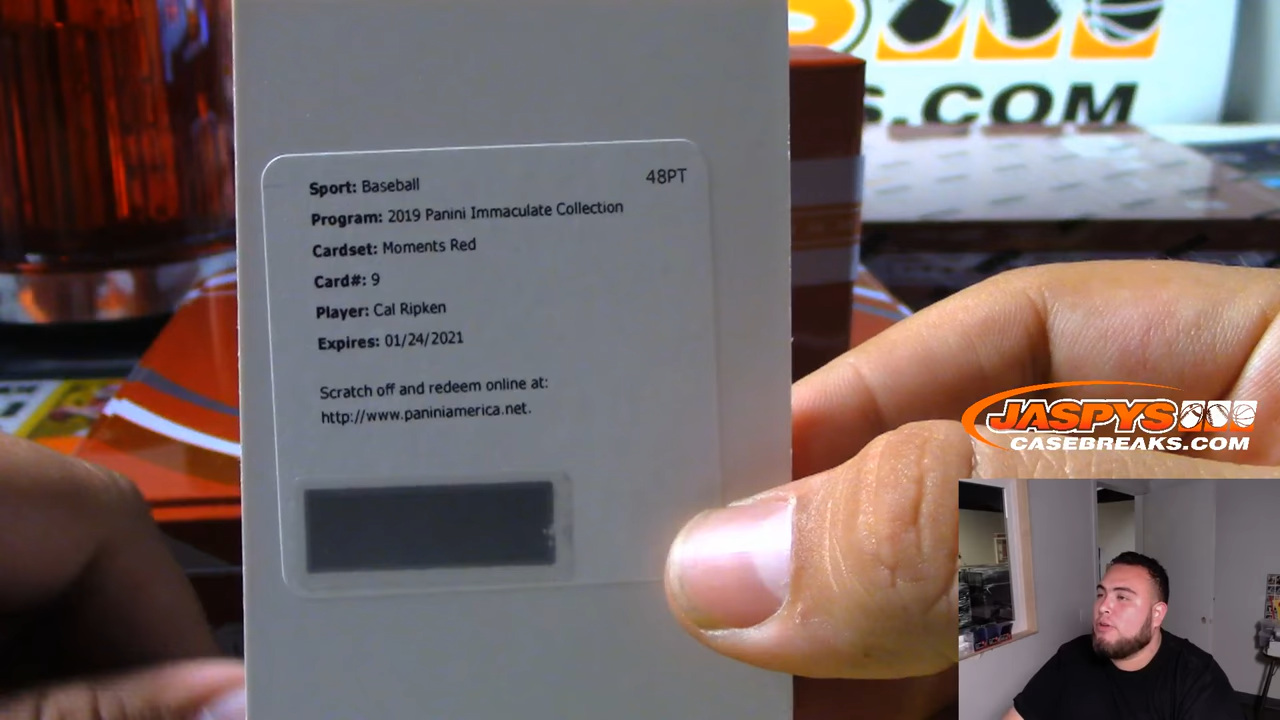 S.COM
Sport: Baseball
48PT
Program: 2019 Panini Immaculate Collection
Cardset: Moments Red
Card#: 9
Player: Cal Ripken
Expires: 01/24/2021
Scratch off and redeem online at:
http://www.paniniamerica.net.
JASPYS
CASEBREAKS.COM